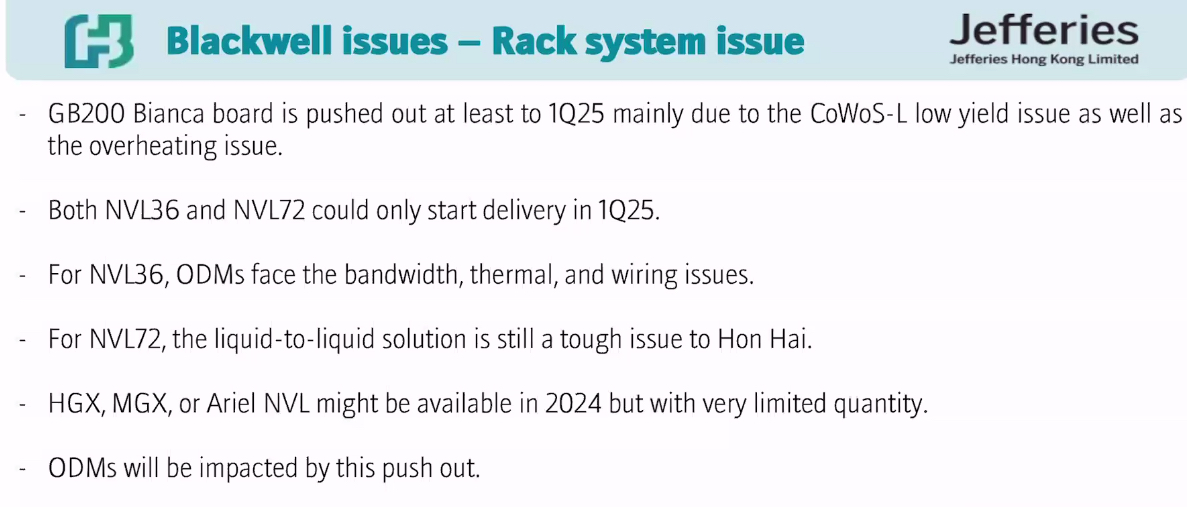 Blackwell issues – Rack system issue
Jefferies
Jefferies Hong Kong Limited
- GB200 Bianca board is pushed out at least to 1Q25 mainly due to the CoWoS-L low yield issue as well as
the overheating issue.
- Both NVL36 and NVL72 could only start delivery in 1Q25.
- For NVL36, ODMs face the bandwidth, thermal, and wiring issues.
- For NVL72, the liquid-to-liquid solution is still a tough issue to Hon Hai.
- HGX, MGX, or Ariel NVL might be available in 2024 but with very limited quantity.
- ODMs will be impacted by this push out.